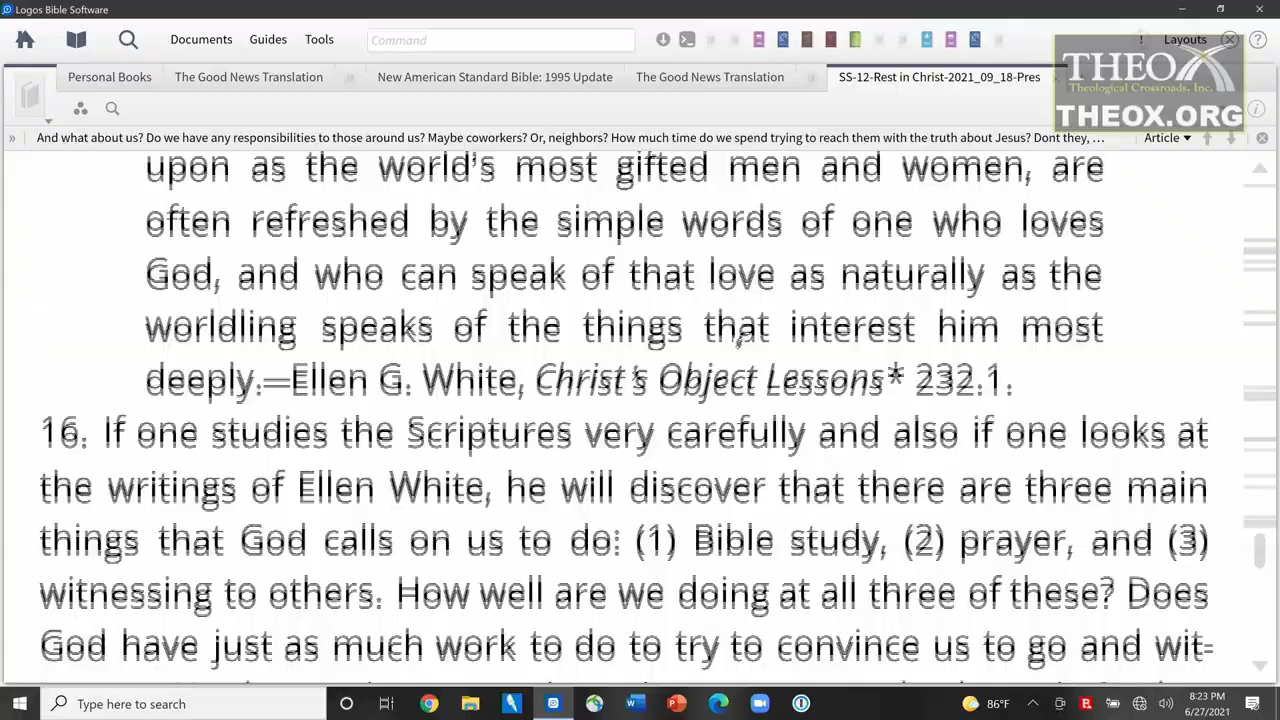 Logos Bible Software
Documents Guides Tools Command Layouts
THEOX
Theological Crossroads, Inc.
THEOX.ORG
Personal Books The Good News Translation New American Standard Bible: 1995 Update The Good News Translation SS-12-Rest in Christ-2021_09_18-Pres
» And what about us? Do we have any responsibilities to those around us? Maybe coworkers? Or, neighbors? How much time do we spend trying to reach them with the truth about Jesus? Dont they, ... Article
upon as the world's most gifted men and women, are
often refreshed by the simple words of one who loves
God, and who can speak of that love as naturally as the
worldling speaks of the things that interest him most
deeply.—Ellen G. White, Christ's Object Lessons* 232.1.
16. If one studies the Scriptures very carefully and also if one looks at
the writings of Ellen White, he will discover that there are three main
things that God calls on us to do: (1) Bible study, (2) prayer, and (3)
witnessing to others. How well are we doing at all three of these? Does
God have just as much work to do to try to convince us to go and wit-
Type here to search 86°F 8:23 PM
6/27/2021